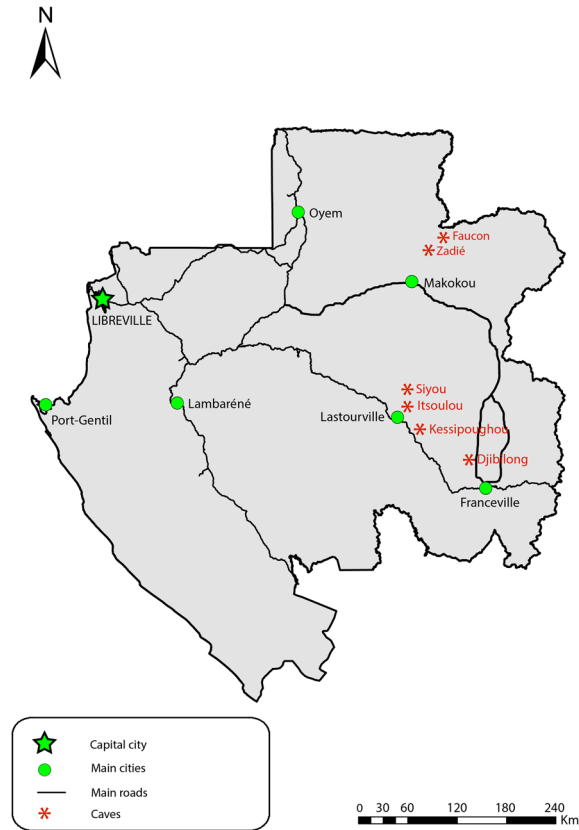 N
Oyem
Faucon
Zadié
Makokou
LIBREVILLE
Siyou
Itsoulou
Lambaréné
Port-Gentil
Lastourville
Kessipoughou
Djibilong
Franceville
Capital city
Main cities
Main roads
Caves
0 30 60 120 180 240
Km